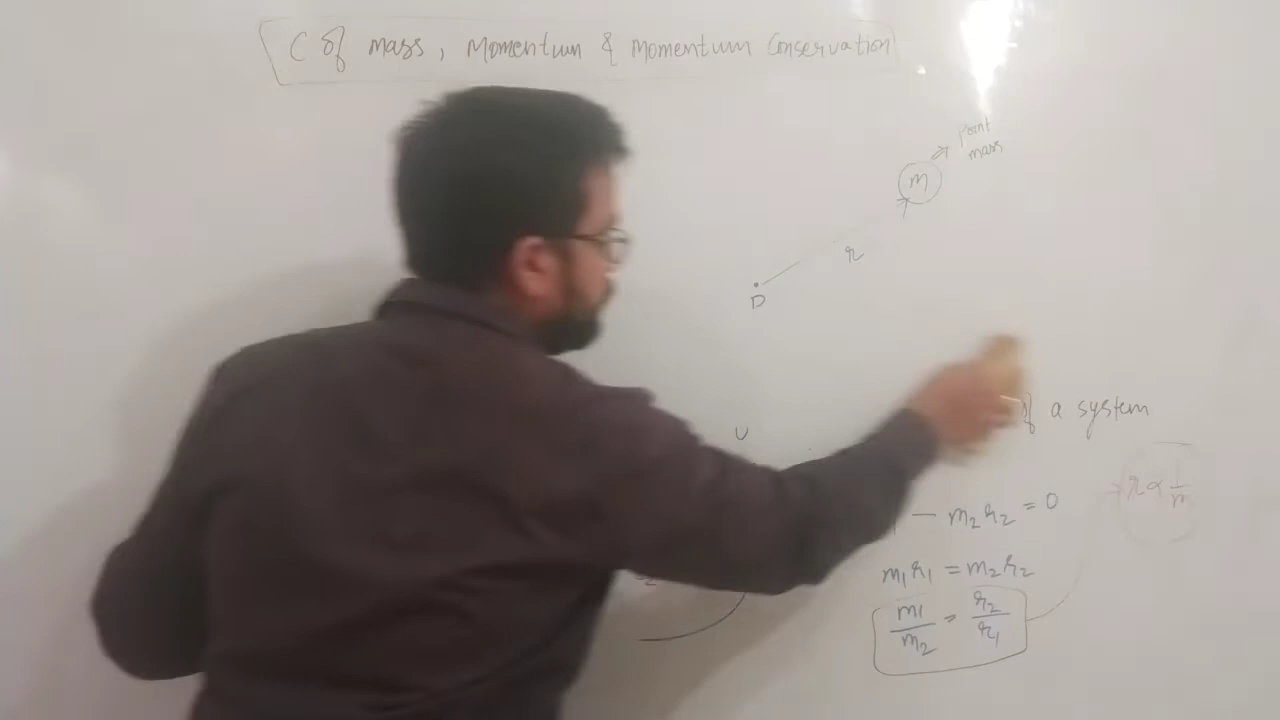 C of mass, Momentum & Momentum Conservation
Point
mass
m
r
O
of a system
r ∝ 1/m
— m₂r₂ = 0
m₁r₁ = m₂r₂
m₁/m₂ = r₂/r₁